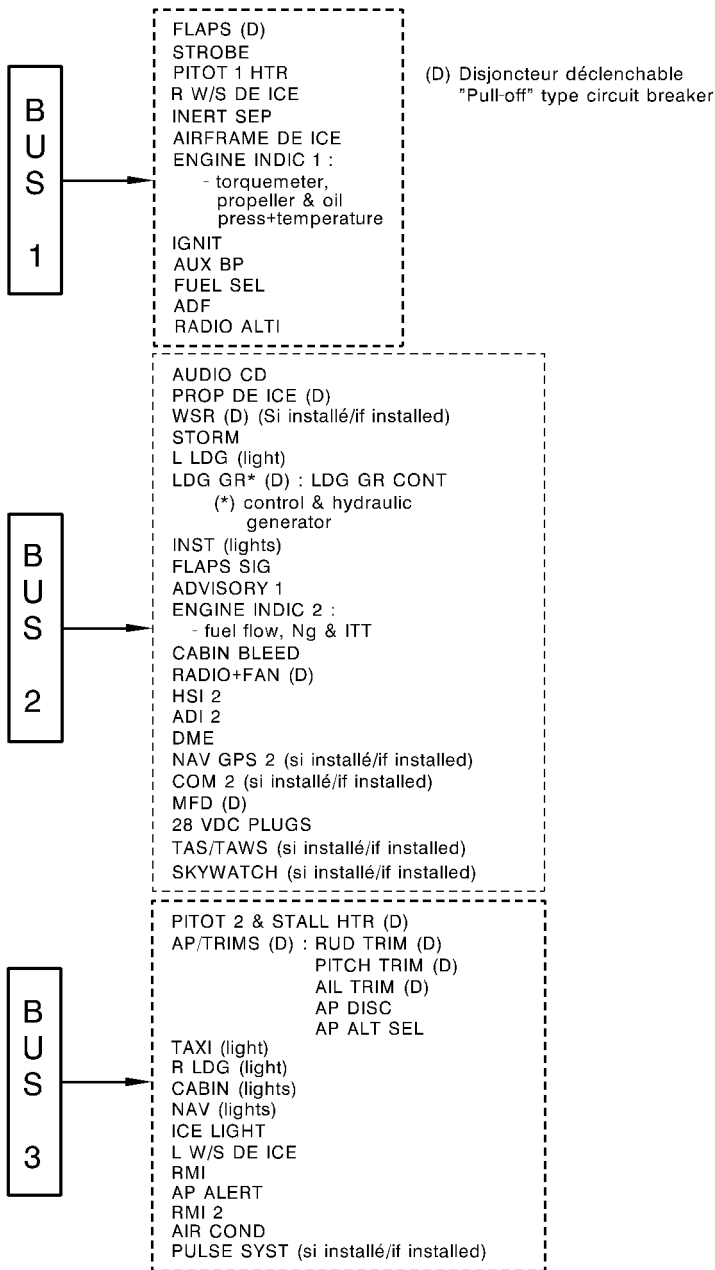 BUS 1
FLAPS (D)
STROBE
PITOT 1 HTR
R W/S DE ICE
INERT SEP
AIRFRAME DE ICE
ENGINE INDIC 1 :
- torquemeter,
propeller & oil
press+temperature
IGNIT
AUX BP
FUEL SEL
ADF
RADIO ALTI
(D) Disjoncteur déclenchable
"Pull-off" type circuit breaker
BUS 2
AUDIO CD
PROP DE ICE (D)
WSR (D) (Si installé/if installed)
STORM
L LDG (light)
LDG GR* (D) : LDG GR CONT
(*) control & hydraulic
generator
INST (lights)
FLAPS SIG
ADVISORY 1
ENGINE INDIC 2 :
- fuel flow, Ng & ITT
CABIN BLEED
RADIO+FAN (D)
HSI 2
ADI 2
DME
NAV GPS 2 (si installé/if installed)
COM 2 (si installé/if installed)
MFD (D)
28 VDC PLUGS
TAS/TAWS (si installé/if installed)
SKYWATCH (si installé/if installed)
BUS 3
PITOT 2 & STALL HTR (D)
AP/TRIMS (D) : RUD TRIM (D)
PITCH TRIM (D)
AIL TRIM (D)
AP DISC
AP ALT SEL
TAXI (light)
R LDG (light)
CABIN (lights)
NAV (lights)
ICE LIGHT
L W/S DE ICE
RMI
AP ALERT
RMI 2
AIR COND
PULSE SYST (si installé/if installed)